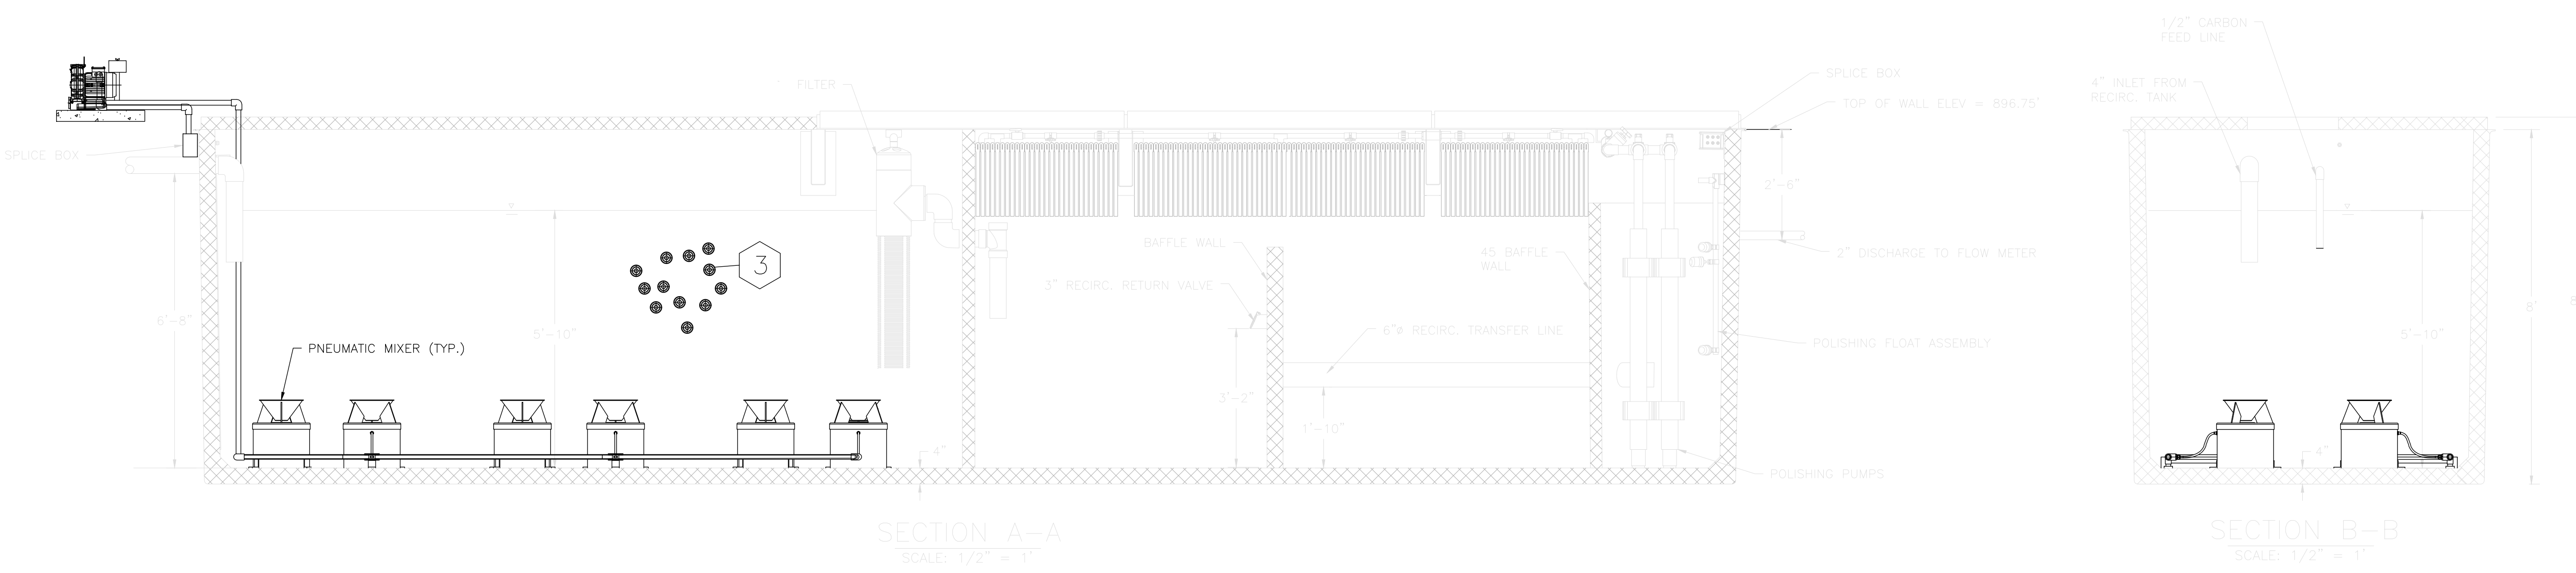 1/2" CARBON
FEED LINE
FILTER
SPLICE BOX
4" INLET FROM
RECIRC. TANK
TOP OF WALL ELEV = 896.75'
SPLICE BOX
2'-6"
BAFFLE WALL
45 BAFFLE
WALL
2" DISCHARGE TO FLOW METER
3
3" RECIRC. RETURN VALVE
8'
6'-8"
5'-10"
6"ø RECIRC. TRANSFER LINE
5'-10"
PNEUMATIC MIXER (TYP.)
POLISHING FLOAT ASSEMBLY
3'-2"
1'-10"
4"
4"
POLISHING PUMPS
SECTION A-A
SCALE: 1/2" = 1'
SECTION B-B
SCALE: 1/2" = 1'